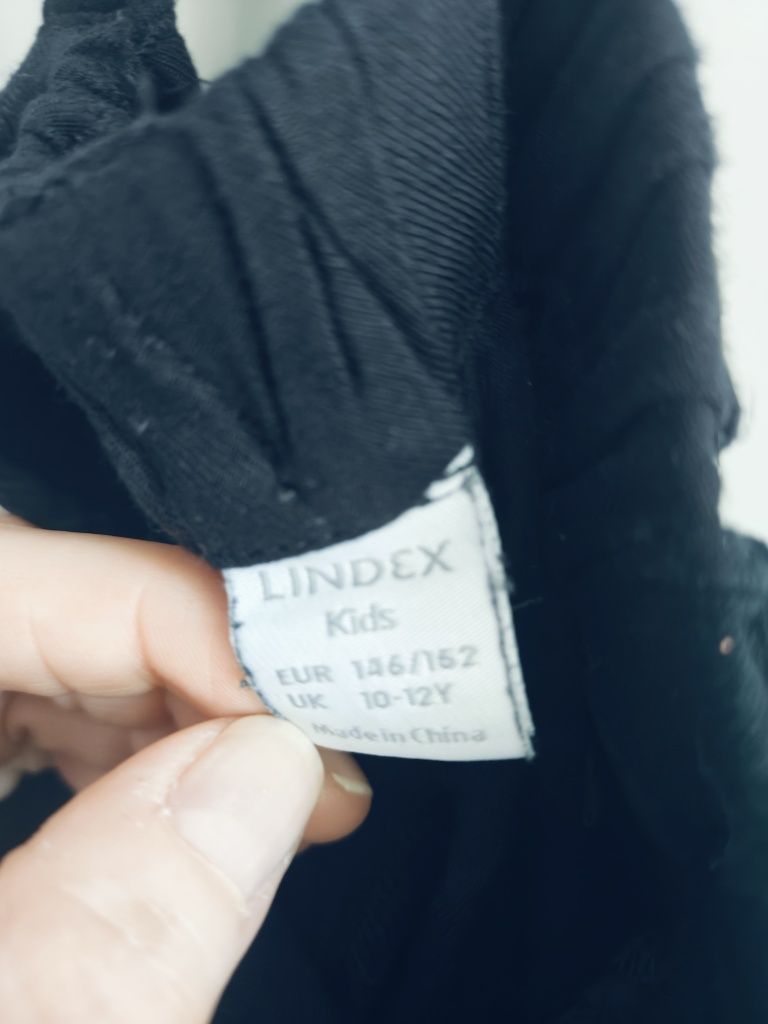 LINDEX
Kids
EUR 146/152
UK 10-12Y
Made in China